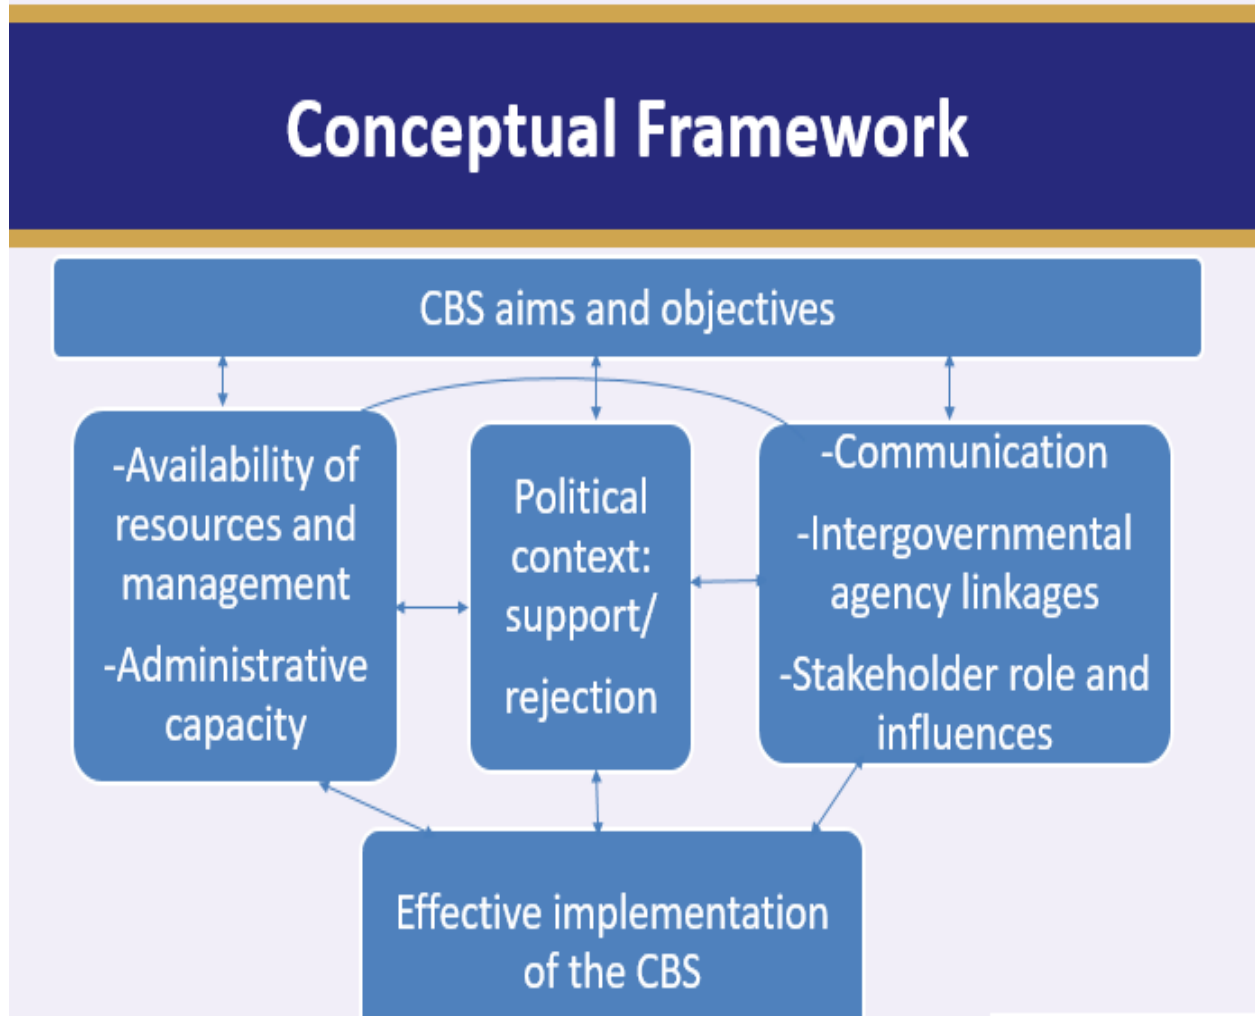 Conceptual Framework
CBS aims and objectives
-Availability of
resources and
management
-Administrative
capacity
Political
context:
support/
rejection
-Communication
-Intergovernmental
agency linkages
-Stakeholder role and
influences
Effective implementation
of the CBS